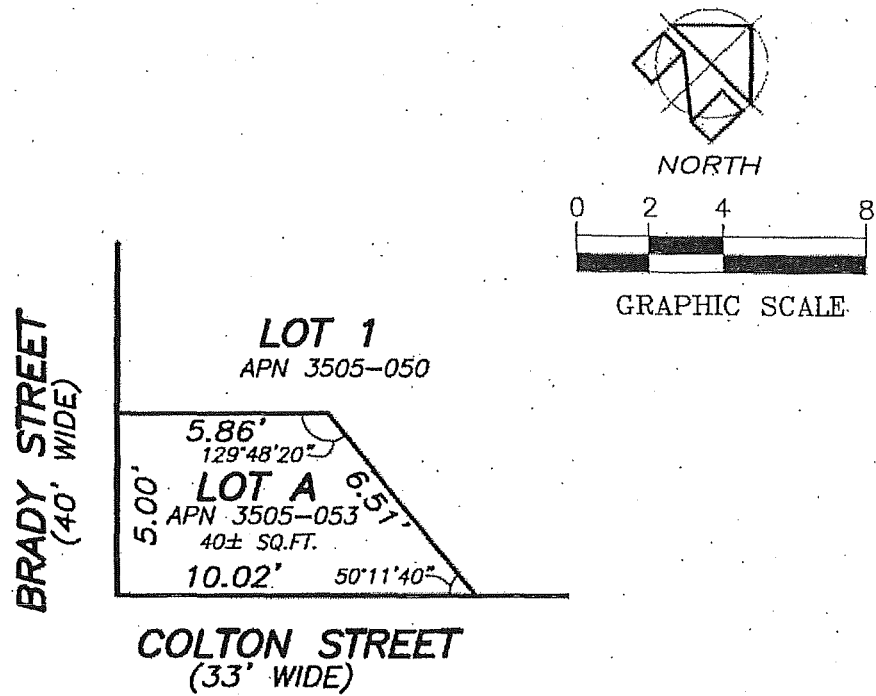 NORTH
0 2 4 8
GRAPHIC SCALE
LOT 1
APN 3505-050
BRADY STREET
(40' WIDE)
5.86'
129°48'20"
5.00'
LOT A
APN 3505-053
40± SQ.FT.
6.51'
10.02'
50°11'40"
COLTON STREET
(33' WIDE)